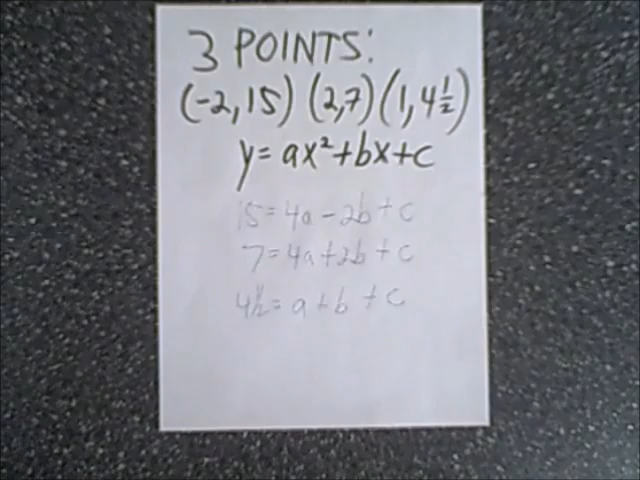 3 POINTS:
(-2, 15) (2,7) (1, 4½)
y = ax² + bx + c
15 = 4a - 2b + c
7 = 4a + 2b + c
4½ = a + b + c